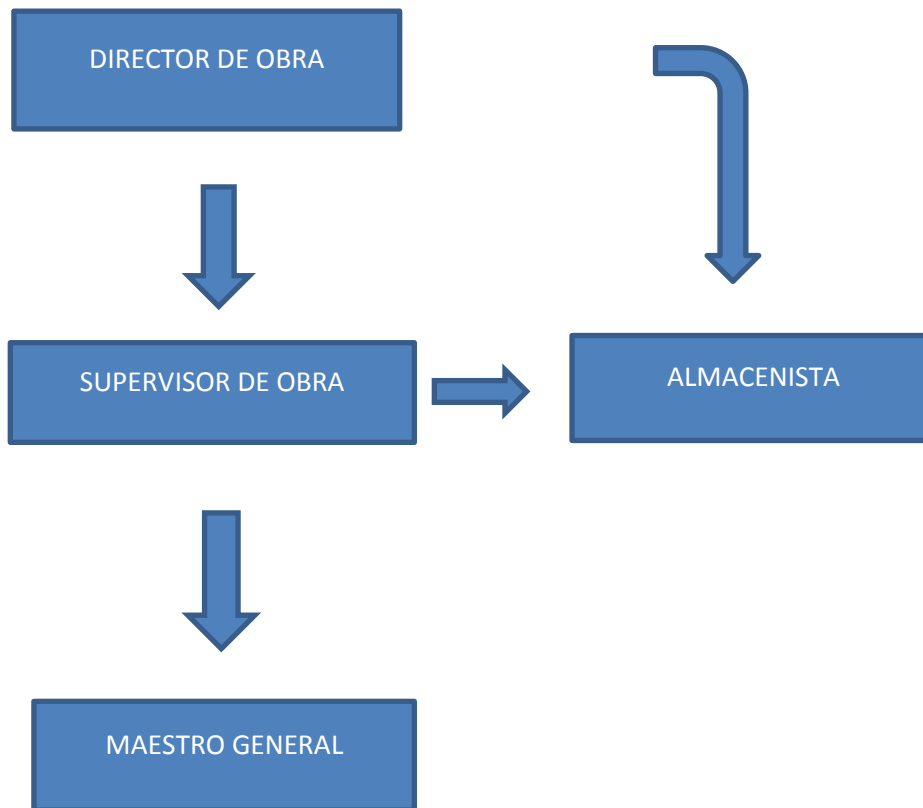 DIRECTOR DE OBRA
SUPERVISOR DE OBRA
ALMACENISTA
MAESTRO GENERAL